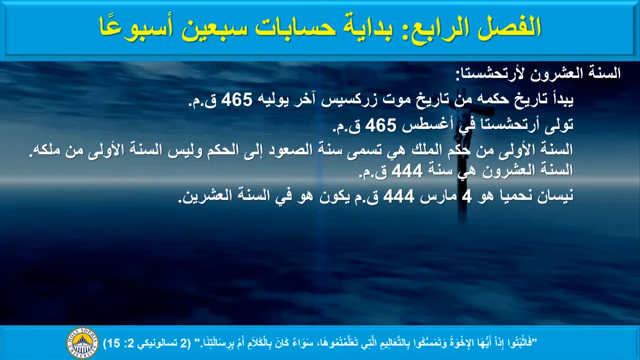 الفصل الرابع: بداية حسابات سبعين أسبوعًا
السنة العشرون لأرتحشستا:
يبدأ تاريخ حكمه من تاريخ موت زركسيس آخر يوليه 465 ق.م.
تولى أرتحشستا في أغسطس 465 ق.م.
السنة الأولى من حكم الملك هي تسمى سنة الصعود إلى الحكم وليس السنة الأولى من ملكه.
السنة العشرون هي سنة 444 ق.م.
نيسان نحميا هو 4 مارس 444 ق.م يكون هو في السنة العشرين.
"فَاثْبُتُوا إِذاً أَيُّهَا الإِخْوَةُ وَتَمَسَّكُوا بِالتَّعَالِيمِ الَّتِي تَعَلَّمْتُمُوهَا، سَوَاءٌ كَانَ بِالْكَلاَمِ أَمْ بِرِسَالَتِنَا." (2 تسالونيكي 2: 15)